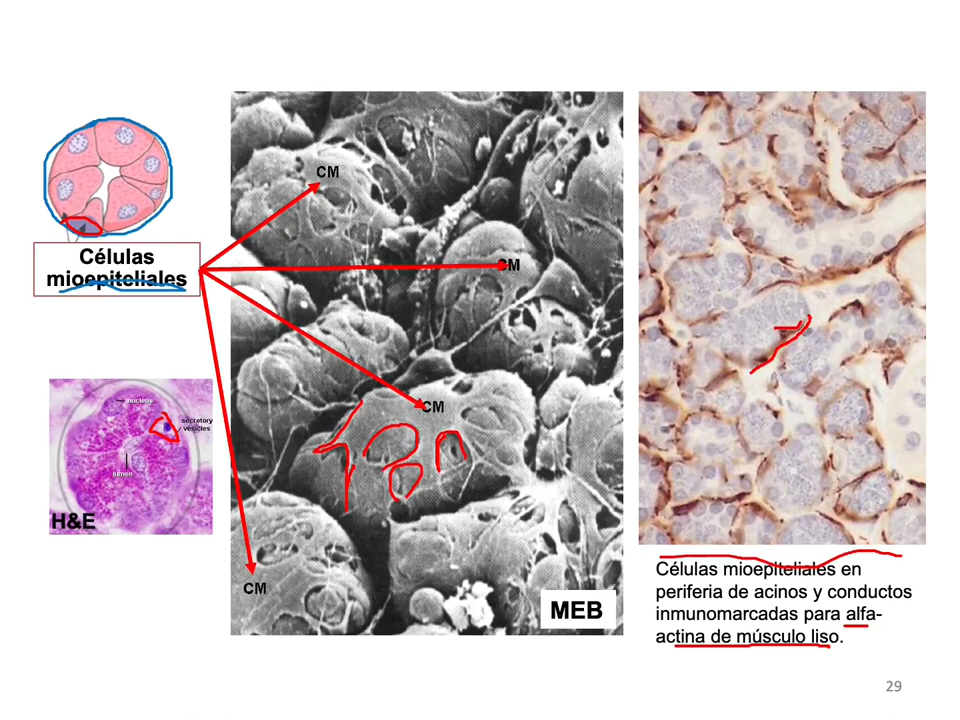 Células
mioepiteliales
nucleus
secretory
vesicles
lumen
H&E
CM
CM
CM
CM
MEB
Células mioepiteliales en
periferia de acinos y conductos
inmunomarcadas para alfa-
actina de músculo liso.
29